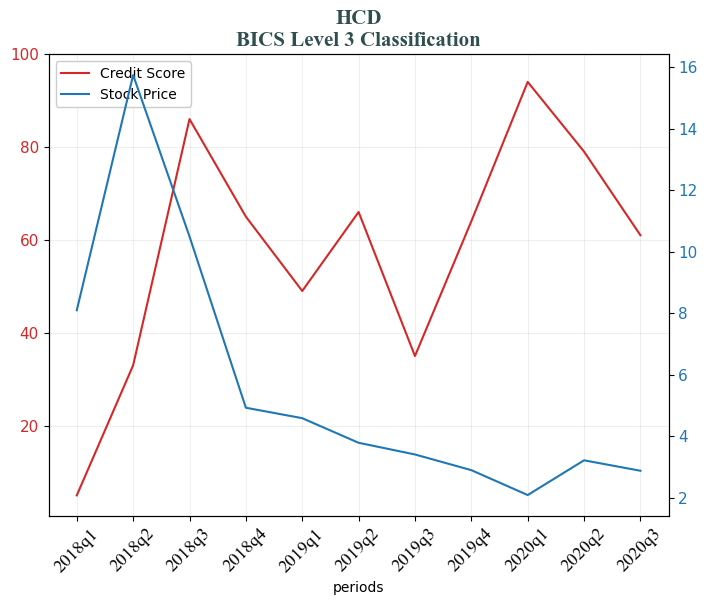 HCD
BICS Level 3 Classification
100
80
60
40
20
Credit Score
Stock Price
16
14
12
10
8
6
4
2
2018q1
2018q2
2018q3
2018q4
2019q1
2019q2
2019q3
2019q4
2020q1
2020q2
2020q3
periods